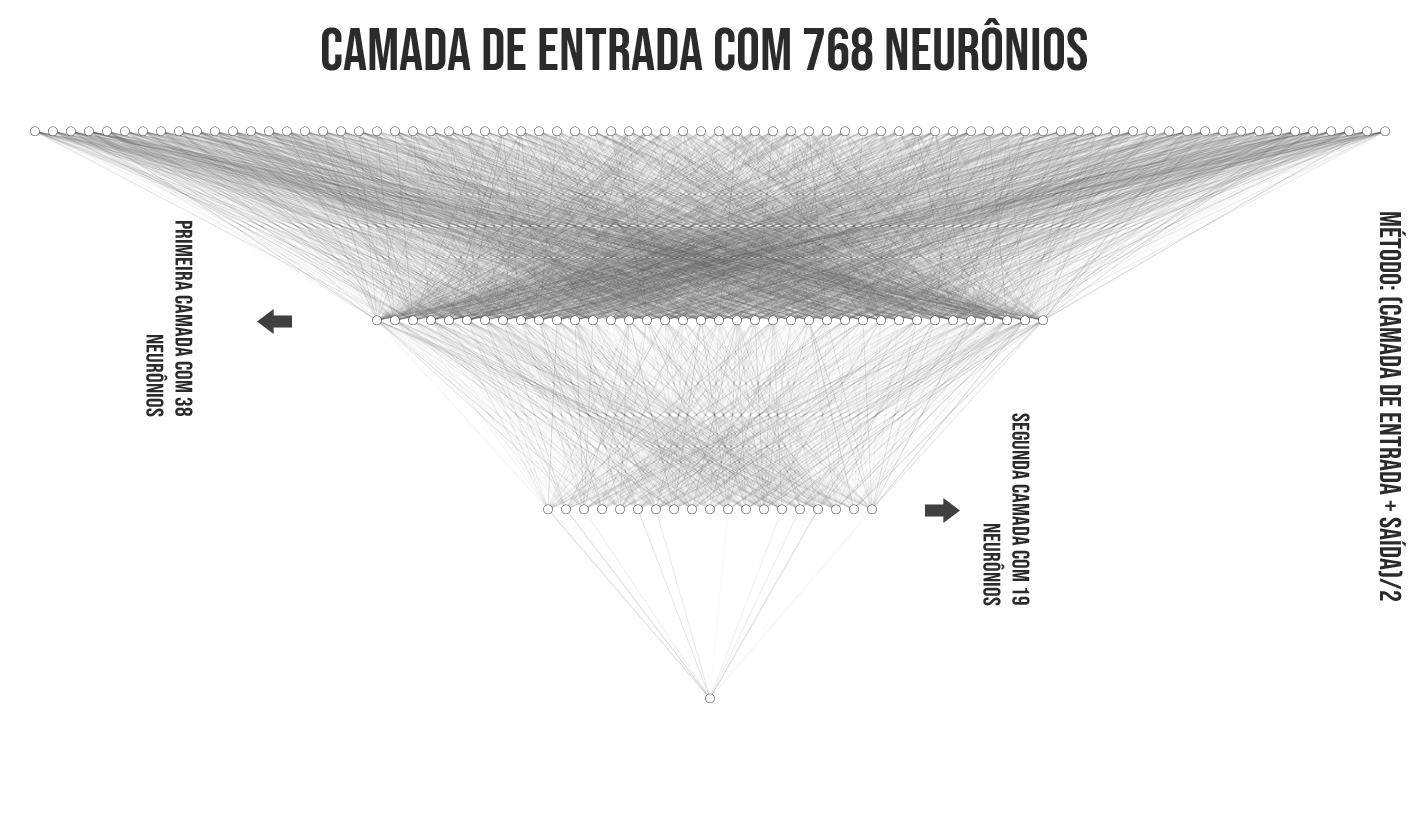 MÉTODO: (CAMADA DE ENTRADA + SAÍDA)/2
CAMADA DE ENTRADA COM 768 NEURÔNIOS
SEGUNDA CAMADA COM 19
NEURÔNIOS
PRIMEIRA CAMADA COM 38
NEURÔNIOS